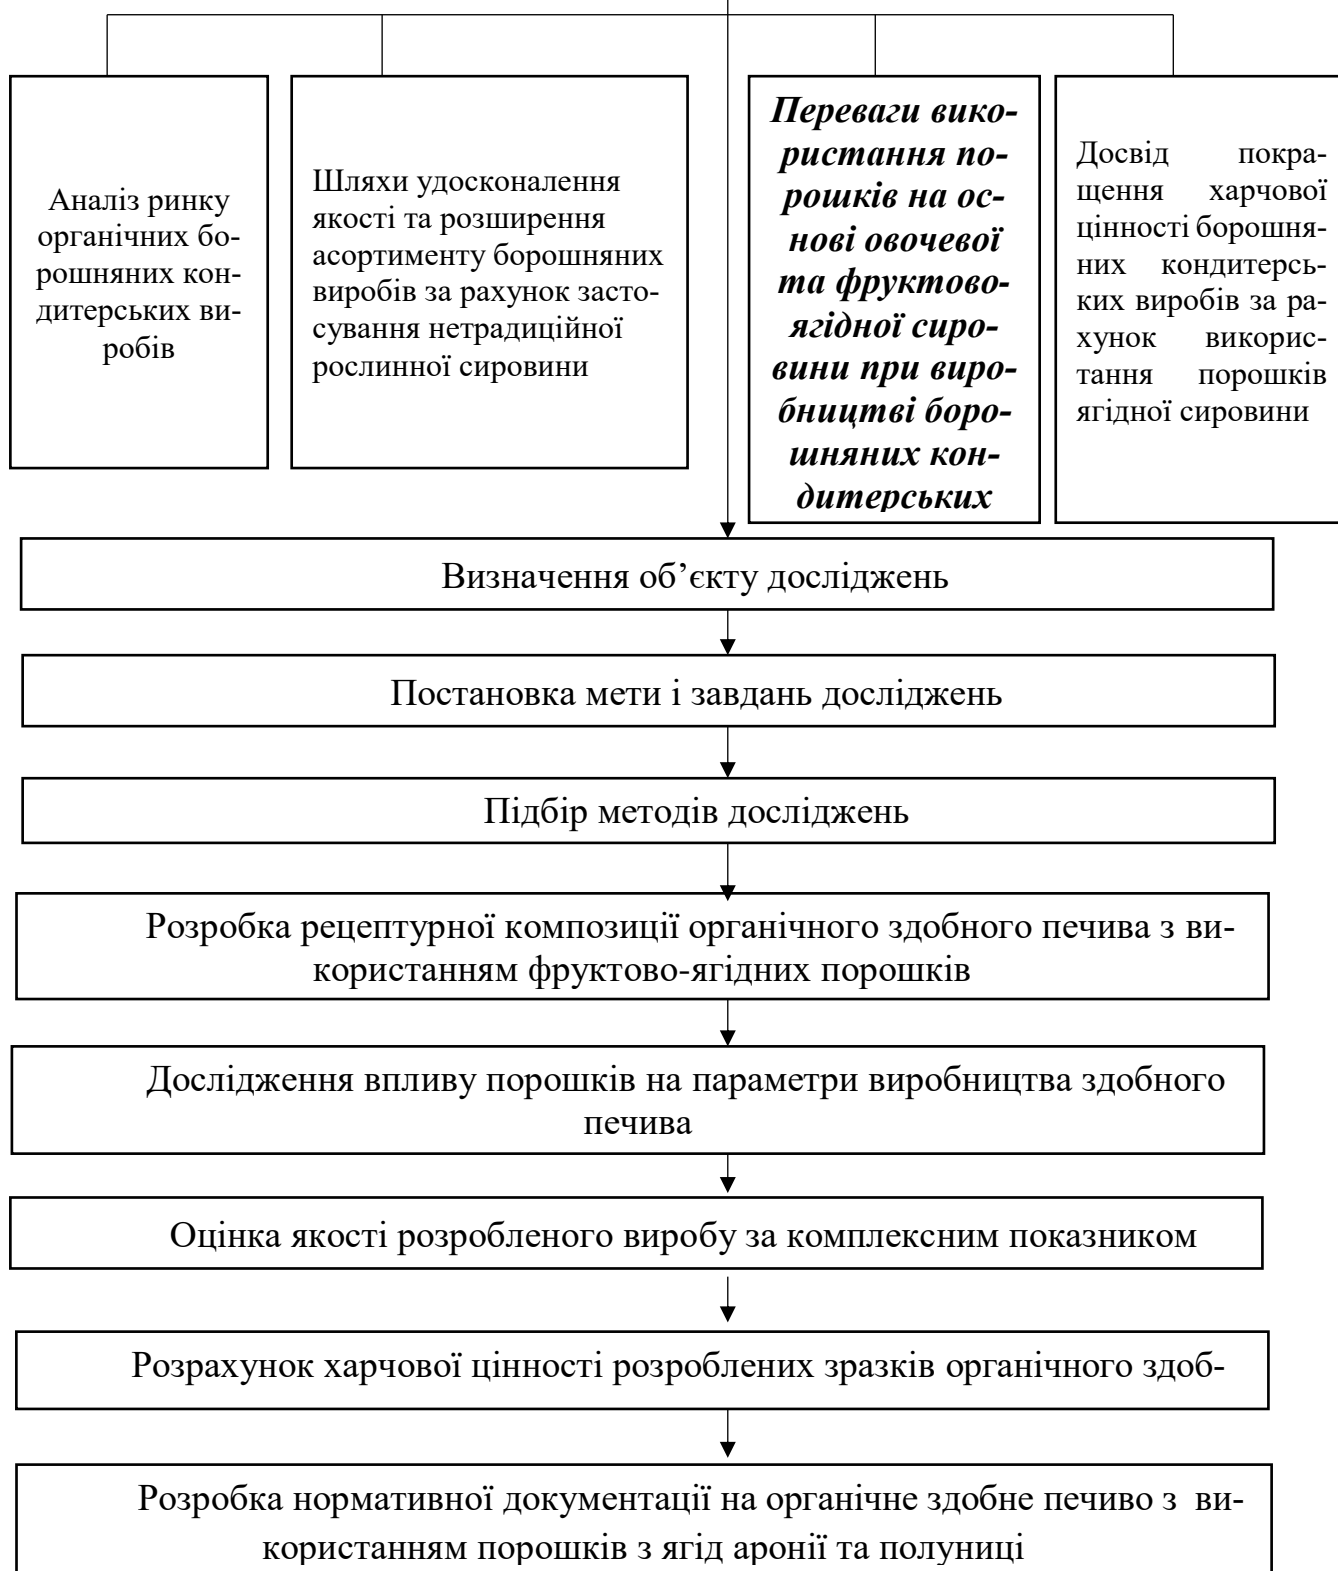 Аналіз ринку
органічних бо-
рошняних кон-
дитерських ви-
робів
Шляхи удосконалення
якості та розширення
асортименту борошняних
виробів за рахунок засто-
сування нетрадиційної
рослинної сировини
Переваги вико-
ристання по-
рошків на ос-
нові овочевої
та фруктово-
ягідної сиро-
вини при виро-
бництві боро-
шняних кон-
дитерських
Досвід покра-
щення харчової
цінності борошня-
них кондитерсь-
ких виробів за ра-
хунок викорис-
тання порошків
ягідної сировини
Визначення об’єкту досліджень
Постановка мети і завдань досліджень
Підбір методів досліджень
Розробка рецептурної композиції органічного здобного печива з ви-
користанням фруктово-ягідних порошків
Дослідження впливу порошків на параметри виробництва здобного
печива
Оцінка якості розробленого виробу за комплексним показником
Розрахунок харчової цінності розроблених зразків органічного здоб-
Розробка нормативної документації на органічне здобне печиво з ви-
користанням порошків з ягід аронії та полуниці